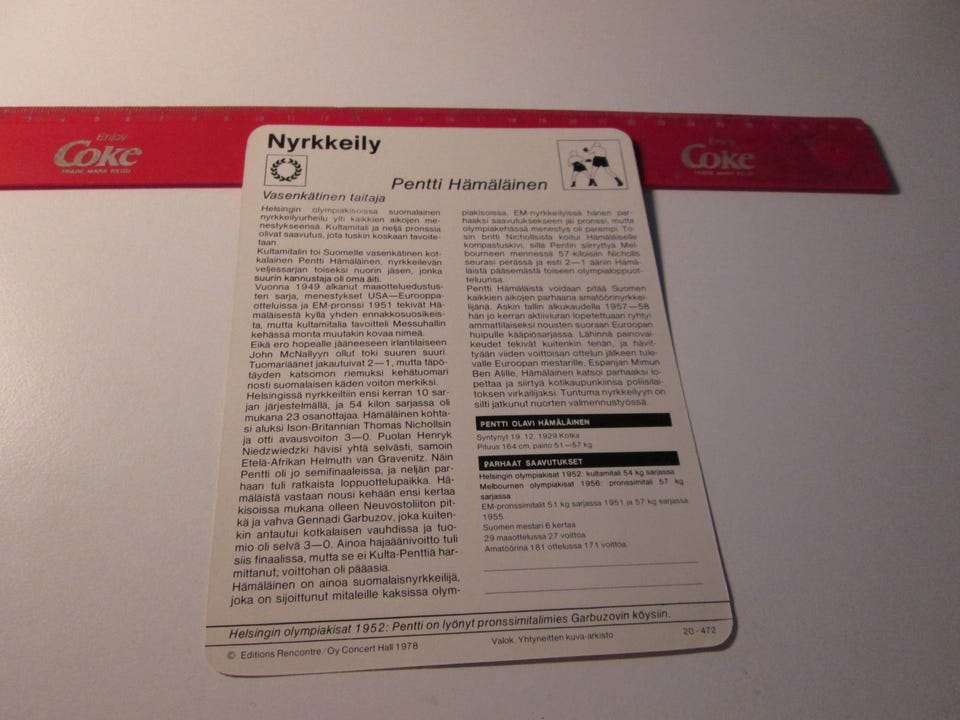 Enjoy
Coke
TRADE MARK REGD
Coke
TRADE MARK REGD
Nyrkkeily
Pentti Hämäläinen
Vasenkätinen taitaja
Helsingin olympiakisoissa suomalainen
nyrkkeilyurheilu ylti kaikkien aikojen me-
nestykseensä. Kultamitali ja neljä pronssia
olivat saavutus, jota tuskin koskaan tavoite-
taan.
Kultamitalin toi Suomelle vasenkätinen kot-
kalainen Pentti Hämäläinen, nyrkkeilevän
veljessarjan toiseksi nuorin jäsen, jonka
suurin kannustaja oli oma äiti.
Vuonna 1949 alkanut maaotteluedustus-
ten sarja, menestykset USA—Eurooppa-
otteluissa ja EM-pronssi 1951 tekivät Hä-
mäläisestä kyllä yhden ennakkosuosikeis-
ta, mutta kultamitalia tavoitteli Messuhallin
kehässä monta muutakin kovaa nimeä.
Eikä ero hopealle jääneeseen irlantilaiseen
John McNallyyn ollut toki suuren suuri.
Tuomariäänet jakautuivat 2—1, mutta täpö-
täyden katsomon riemuksi kehätuomari
nosti suomalaisen käden voiton merkiksi.
Helsingissä nyrkkeiltiin ensi kerran 10 sar-
jan järjestelmällä, ja 54 kilon sarjassa oli
mukana 23 osanottajaa. Hämäläinen kohta-
si aluksi Ison-Britannian Thomas Nichollsin
ja otti avausvoiton 3—0. Puolan Henryk
Niedzwiedzki hävisi yhtä selvästi, samoin
Etelä-Afrikan Helmuth van Gravenitz. Näin
Pentti oli jo semifinaaleissa, ja neljän par-
haan tuli ratkaista loppuottelupaikka. Hä-
mäläistä vastaan nousi kehään ensi kertaa
kisoissa mukana olleen Neuvostoliiton pit-
kä ja vahva Gennadi Garbuzov, joka kuiten-
kin antautui kotkalaisen vauhdissa ja tuo-
mio oli selvä 3—0. Ainoa hajaäänivoitto tuli
siis finaalissa, mutta se ei Kulta-Penttiä har-
mittanut; voittohan oli pääasia.
Hämäläinen on ainoa suomalaisnyrkkeilijä,
joka on sijoittunut mitaleille kaksissa olym-
piakisoissa. EM-nyrkkeilyissä hänen par-
haaksi saavutuksekseen jäi pronssi, mutta
olympiakehässä menestys oli parempi. To-
sin britti Nichollsista koitui Hämäläiselle
kompastuskivi, sillä Pentin siirryttyä Mel-
bourneen mennessä 57-kiloisiin Nicholls
seurasi perässä ja esti 2—1 äänin Hämä-
läistä pääsemästä toiseen olympialoppuot-
teluunsa.
Pentti Hämäläistä voidaan pitää Suomen
kaikkien aikojen parhaana amatöörinyrkkei-
lijänä. Askin tallin alkukaudella 1957—58
hän jo kerran aktiiviuran lopetettuaan ryhtyi
ammattilaiseksi nousten suoraan Euroopan
huipulle kääpiösarjassa. Lähinnä painovai-
keudet tekivät kuitenkin tenän, ja hävit-
tyään viiden voittoisan ottelun jälkeen tule-
valle Euroopan mestarille, Espanjan Mimun
Ben Alille, Hämäläinen katsoi parhaaksi lo-
pettaa ja siirtyä kotikaupunkinsa poliisilai-
toksen virkailijaksi. Tuntuma nyrkkeilyyn on
silti jatkunut nuorten valmennustyössä.
PENTTI OLAVI HÄMÄLÄINEN
Syntynyt 19. 12. 1929 Kotka
Pituus 164 cm, paino 51—57 kg
PARHAAT SAAVUTUKSET
Helsingin olympiakisat 1952: kultamitali 54 kg sarjassa
Melbournen olympiakisat 1956: pronssimitali 57 kg
sarjassa
EM-pronssimitalit 51 kg sarjassa 1951 ja 57 kg sarjassa
1955
Suomen mestari 6 kertaa
29 maaottelussa 27 voittoa
Amatöörinä 181 ottelussa 171 voittoa.
Helsingin olympiakisat 1952: Pentti on lyönyt pronssimitalimies Garbuzovin köysiin.
© Editions Rencontre/Oy Concert Hall 1978
Valok. Yhtyneitten kuva-arkisto
20-472